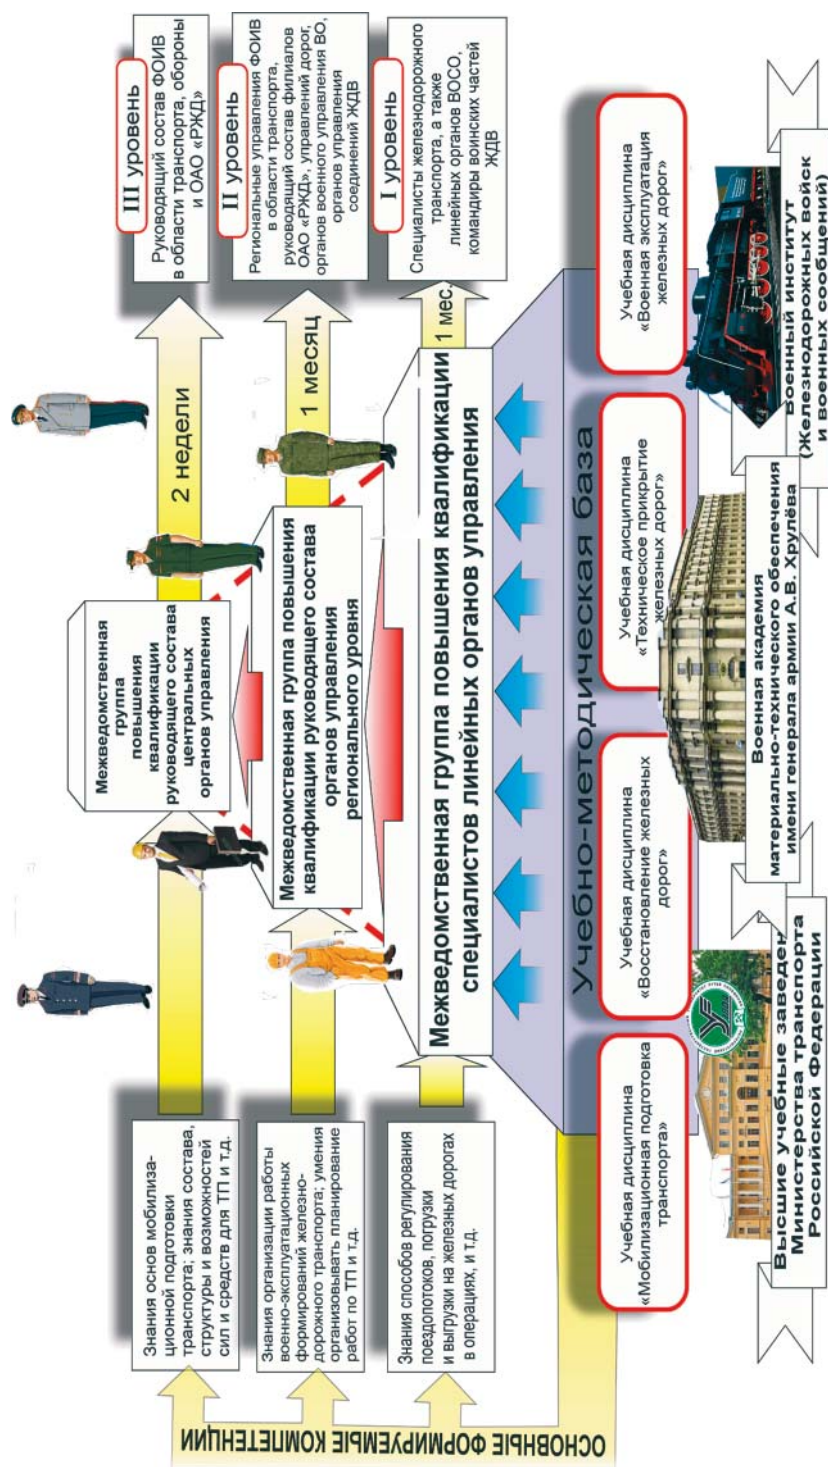 ОСНОВНЫЕ ФОРМИРУЕМЫЕ КОМПЕТЕНЦИИ
Знания основ мобилиза-
ционной подготовки
транспорта; знания состава,
структуры и возможностей
сил и средств для ТП и т.д.
Межведомственная
группа
повышения
квалификации
руководящего состава
центральных
органов управления
2 недели
III уровень
Руководящий состав ФОИВ
в области транспорта, обороны
и ОАО «РЖД»
Знания организации работы
военно-эксплуатационных
формирований железно-
дорожного транспорта; умения
организовывать планирование
работ по ТП и т.д.
Межведомственная группа повышения
квалификации руководящего состава
органов управления
регионального уровня
1 месяц
II уровень
Региональные управления ФОИВ
в области транспорта,
руководящий состав филиалов
ОАО «РЖД», управлений дорог,
органов военного управления ВО,
органов управления
соединений ЖДВ
Знания способов регулирования
поездопотоков, погрузки
и выгрузки на железных дорогах
в операциях, и т.д.
Межведомственная группа повышения квалификации
специалистов линейных органов управления
1 мес.
I уровень
Специалисты железнодорожного
транспорта, а также
линейных органов ВОСО,
командиры воинских частей
ЖДВ
Учебно-методическая база
Учебная дисциплина
«Мобилизационная подготовка
транспорта»
Учебная дисциплина
«Восстановление железных
дорог»
Учебная дисциплина
«Техническое прикрытие
железных дорог»
Учебная дисциплина
«Военная эксплуатация
железных дорог»
Высшие учебные заведен
Министерства транспорта
Российской Федерации
Военная академия
материально-технического обеспечения
имени генерала армии А.В. Хрулёва
Военный институт
(Железнодорожных войск
и военных сообщений)